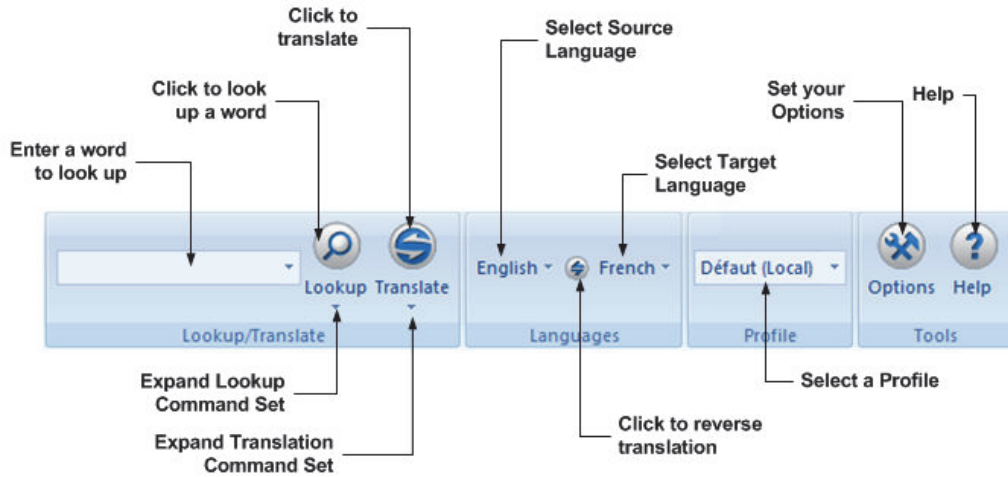 Click to
translate
Select Source
Language
Click to look
up a word
Set your
Options
Help
Enter a word
to look up
Select Target
Language
English
French
Défaut (Local)
Lookup
Translate
Options
Help
Lookup/Translate
Languages
Profile
Tools
Expand Lookup
Command Set
Select a Profile
Click to reverse
translation
Expand Translation
Command Set